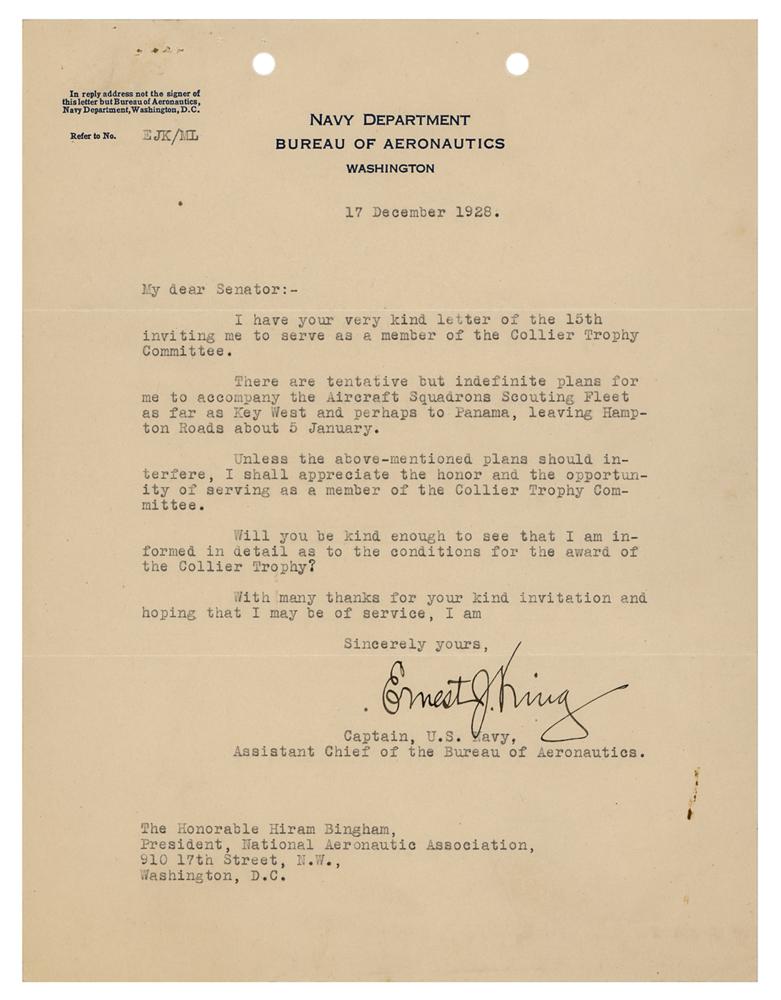 In reply address not the signer of
this letter but Bureau of Aeronautics,
Navy Department, Washington, D.C.
Refer to No. EJK/ML
NAVY DEPARTMENT
BUREAU OF AERONAUTICS
WASHINGTON
17 December 1928.
My dear Senator:-
I have your very kind letter of the 15th
inviting me to serve as a member of the Collier Trophy
Committee.
There are tentative but indefinite plans for
me to accompany the Aircraft Squadrons Scouting Fleet
as far as Key West and perhaps to Panama, leaving Hamp-
ton Roads about 5 January.
Unless the above-mentioned plans should in-
terfere, I shall appreciate the honor and the opportun-
ity of serving as a member of the Collier Trophy Com-
mittee.
Will you be kind enough to see that I am in-
formed in detail as to the conditions for the award of
the Collier Trophy?
With many thanks for your kind invitation and
hoping that I may be of service, I am
Sincerely yours,
Ernest J. King
Captain, U.S. Navy,
Assistant Chief of the Bureau of Aeronautics.
The Honorable Hiram Bingham,
President, National Aeronautic Association,
910 17th Street, N.W.,
Washington, D.C.